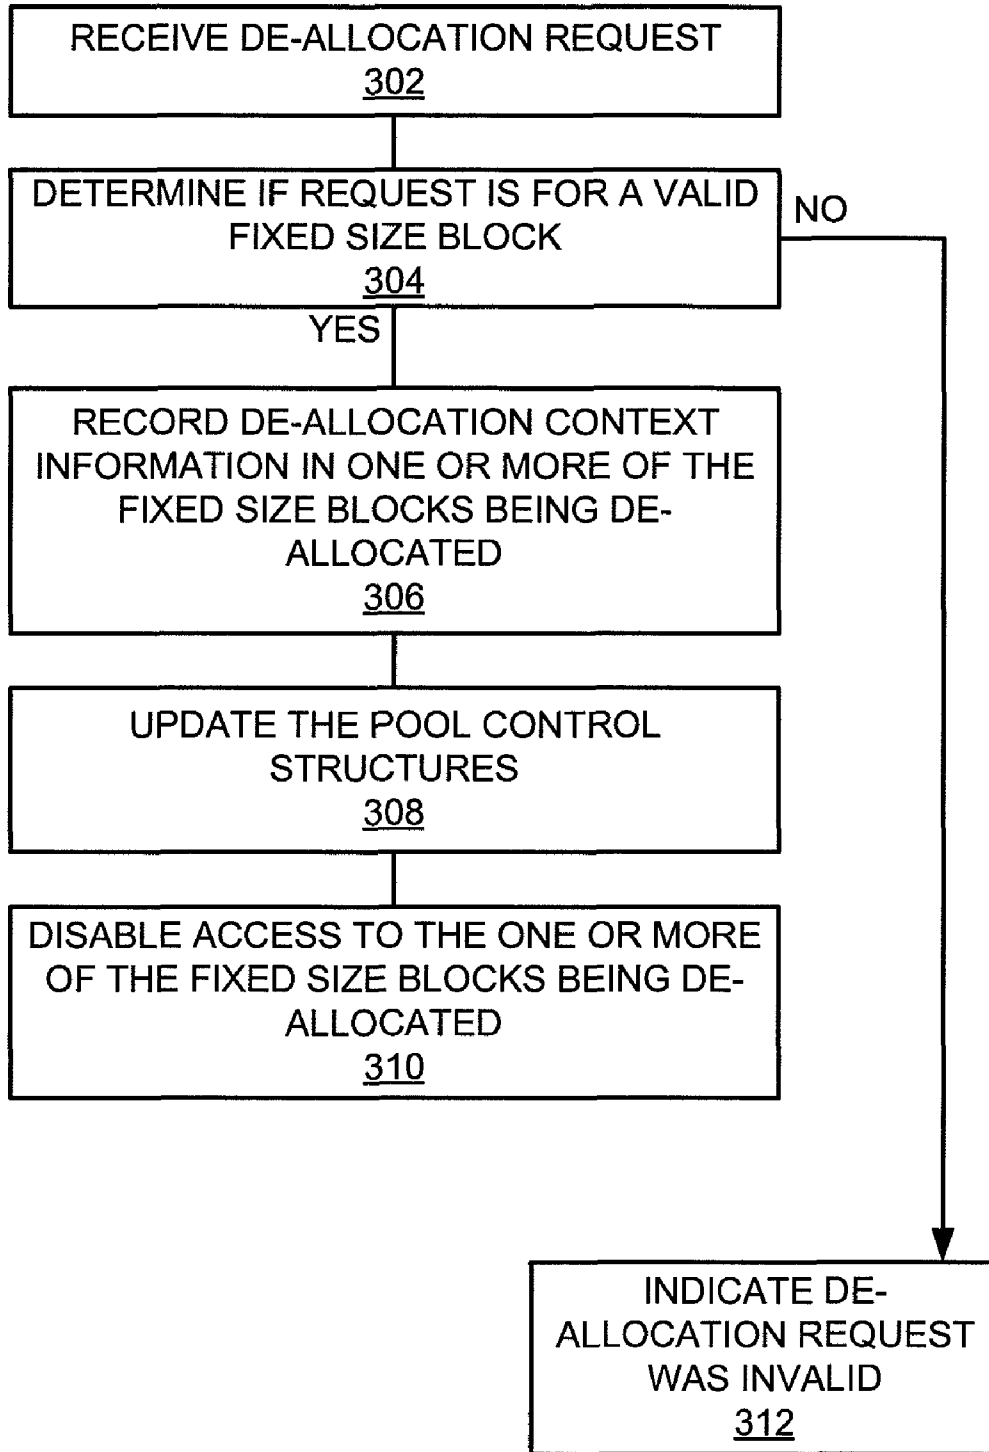 RECEIVE DE-ALLOCATION REQUEST
302
DETERMINE IF REQUEST IS FOR A VALID
FIXED SIZE BLOCK
304
NO
YES
RECORD DE-ALLOCATION CONTEXT
INFORMATION IN ONE OR MORE OF THE
FIXED SIZE BLOCKS BEING DE-
ALLOCATED
306
UPDATE THE POOL CONTROL
STRUCTURES
308
DISABLE ACCESS TO THE ONE OR MORE
OF THE FIXED SIZE BLOCKS BEING DE-
ALLOCATED
310
INDICATE DE-
ALLOCATION REQUEST
WAS INVALID
312